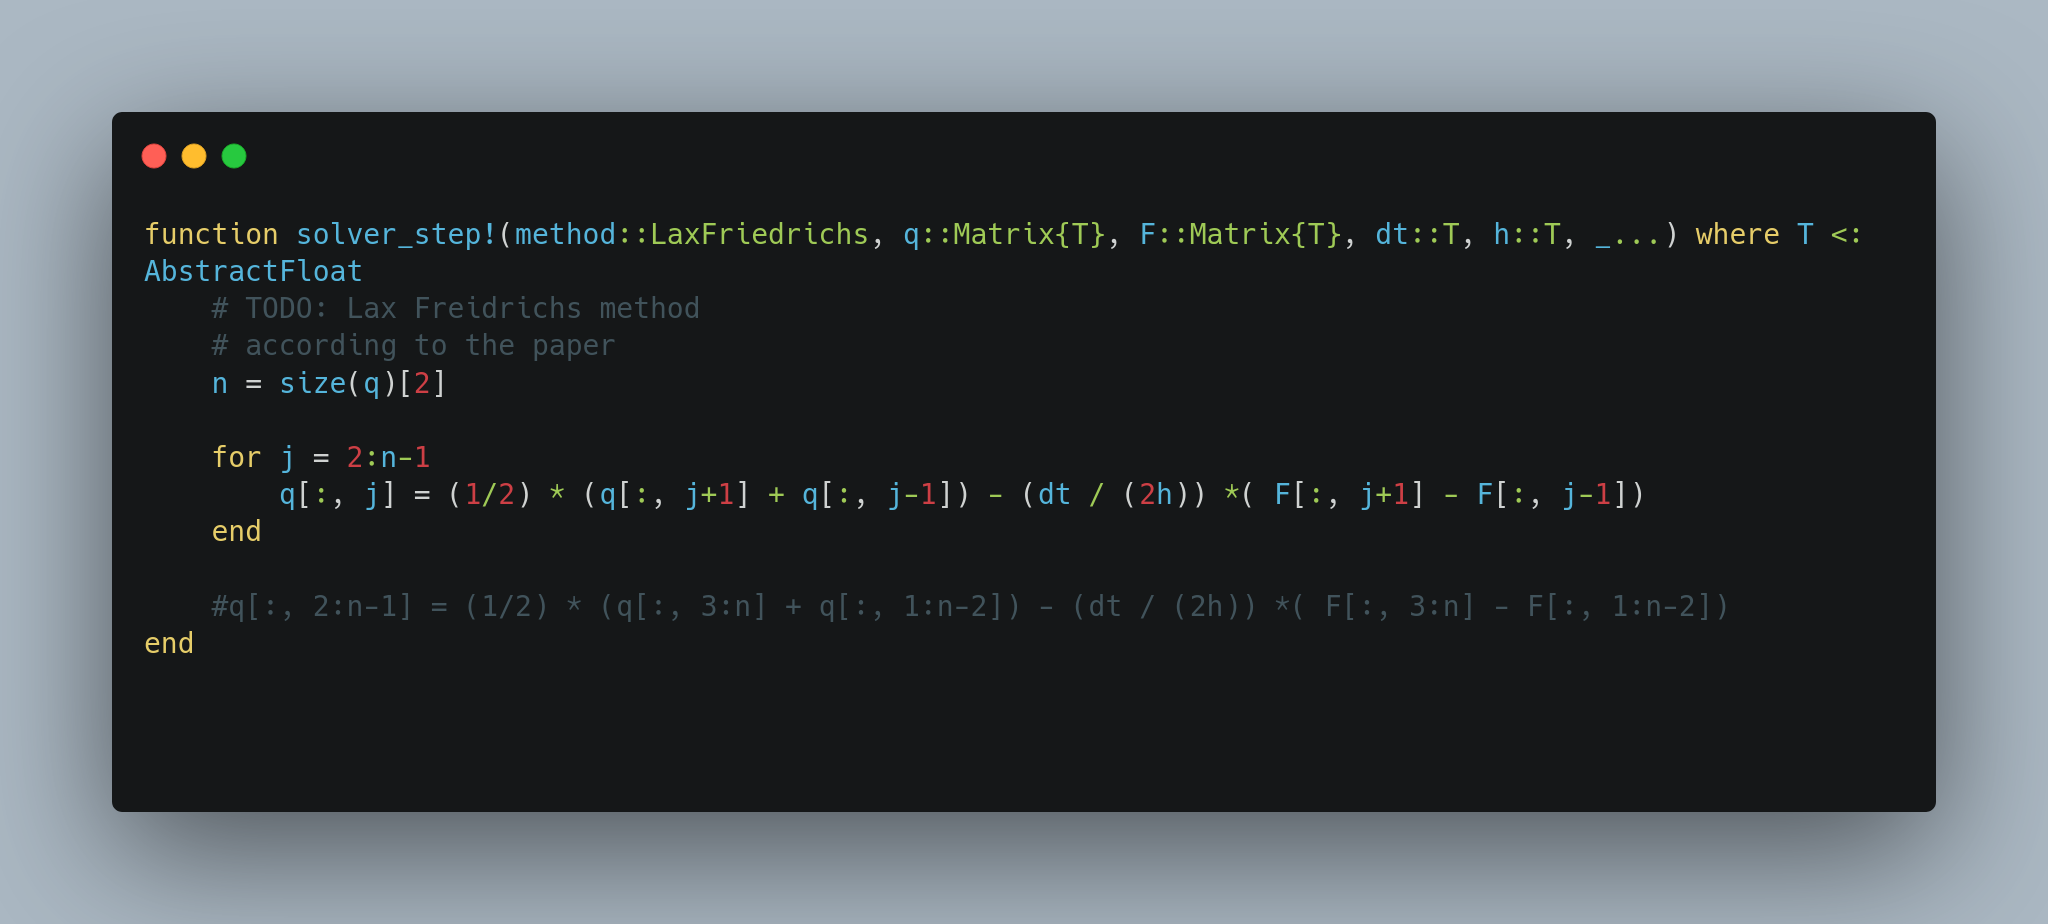 function solver_step!(method::LaxFriedrichs, q::Matrix{T}, F::Matrix{T}, dt::T, h::T, _...) where T <:
AbstractFloat
    # TODO: Lax Freidrichs method
    # according to the paper
    n = size(q)[2]
    for j = 2:n-1
        q[:, j] = (1/2) * (q[:, j+1] + q[:, j-1]) - (dt / (2h)) *( F[:, j+1] - F[:, j-1])
    end
    #q[:, 2:n-1] = (1/2) * (q[:, 3:n] + q[:, 1:n-2]) - (dt / (2h)) *( F[:, 3:n] - F[:, 1:n-2])
end